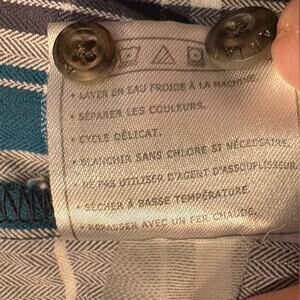 • LAVER EN EAU FROIDE À LA MACHINE.
• SÉPARER LES COULEURS.
• CYCLE DÉLICAT.
• BLANCHIR SANS CHLORE SI NÉCESSAIRE.
• NE PAS UTILISER D'AGENT D'ASSOUPLISSEUR.
• SÉCHER À BASSE TEMPÉRATURE.
• REPASSER AVEC UN FER CHAUDE.